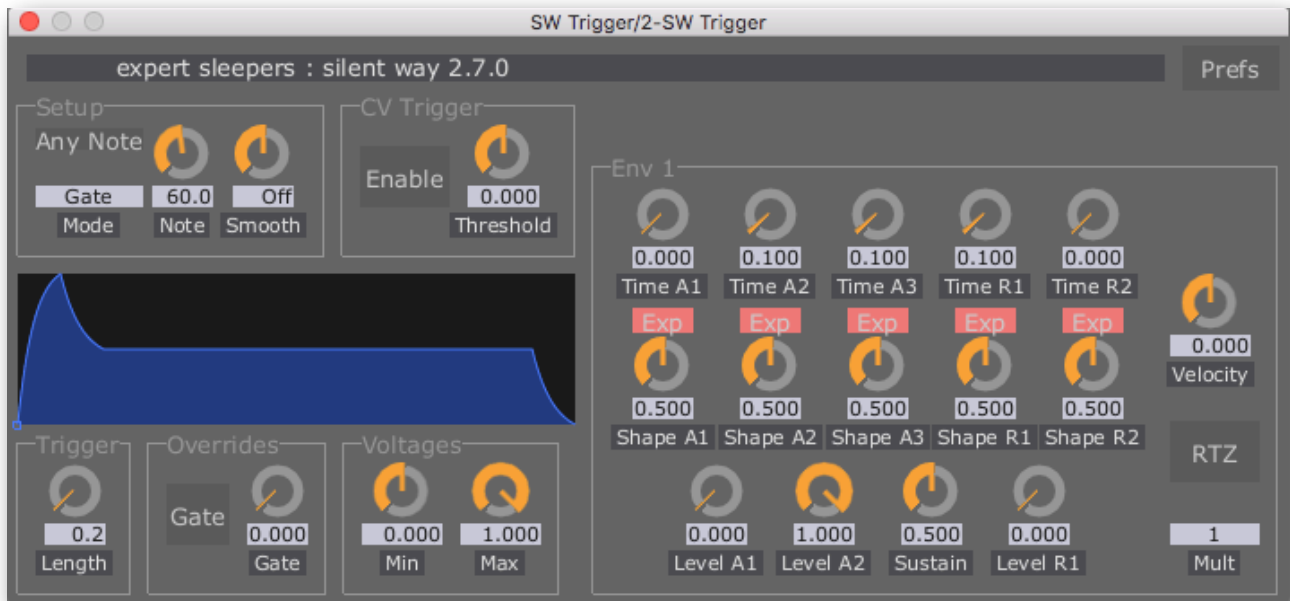 SW Trigger/2-SW Trigger
expert sleepers : silent way 2.7.0
Prefs
Setup
Any Note
Gate 60.0 Off
Mode Note Smooth
CV Trigger
Enable
0.000
Threshold
Env 1
0.000 0.100 0.100 0.100 0.000
Time A1 Time A2 Time A3 Time R1 Time R2
Exp Exp Exp Exp Exp
0.500 0.500 0.500 0.500 0.500
Shape A1 Shape A2 Shape A3 Shape R1 Shape R2
0.000 1.000 0.500 0.000
Level A1 Level A2 Sustain Level R1
0.000
Velocity
RTZ
1
Mult
Trigger
0.2
Length
Overrides
Gate
0.000
Gate
Voltages
0.000 1.000
Min Max